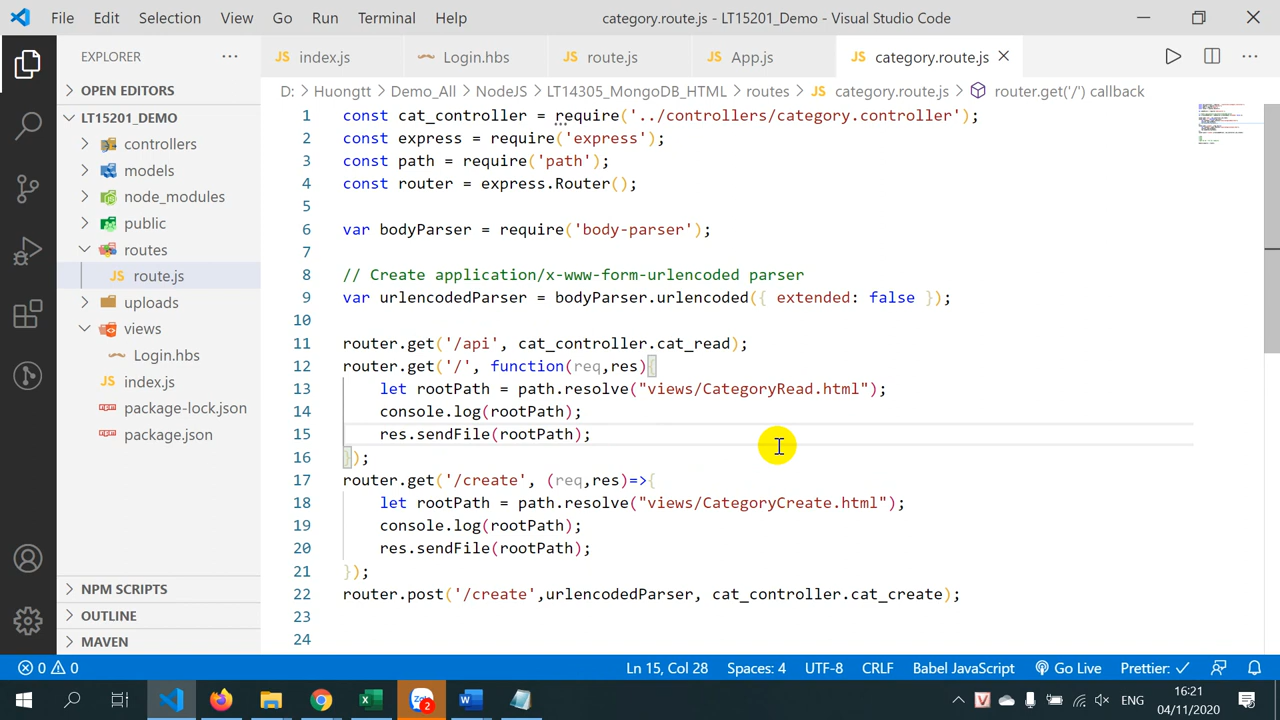 File Edit Selection View Go Run Terminal Help category.route.js - LT15201_Demo - Visual Studio Code
EXPLORER
JS index.js Login.hbs JS route.js JS App.js JS category.route.js
OPEN EDITORS
LT15201_DEMO
controllers
models
node_modules
public
routes
JS route.js
uploads
views
Login.hbs
JS index.js
package-lock.json
package.json
NPM SCRIPTS
OUTLINE
MAVEN
D: > Huongtt > Demo_All > NodeJS > LT14305_MongoDB_HTML > routes > JS category.route.js > router.get('/') callback
1 const cat_controller = require('../controllers/category.controller');
2 const express = require('express');
3 const path = require('path');
4 const router = express.Router();
5
6 var bodyParser = require('body-parser');
7
8 // Create application/x-www-form-urlencoded parser
9 var urlencodedParser = bodyParser.urlencoded({ extended: false });
10
11 router.get('/api', cat_controller.cat_read);
12 router.get('/', function(req,res){
13 let rootPath = path.resolve("views/CategoryRead.html");
14 console.log(rootPath);
15 res.sendFile(rootPath);
16 });
17 router.get('/create', (req,res)=>{
18 let rootPath = path.resolve("views/CategoryCreate.html");
19 console.log(rootPath);
20 res.sendFile(rootPath);
21 });
22 router.post('/create',urlencodedParser, cat_controller.cat_create);
23
24
0 0 Ln 15, Col 28 Spaces: 4 UTF-8 CRLF Babel JavaScript Go Live Prettier: ✓
Zalo 2 ENG 16:21
04/11/2020